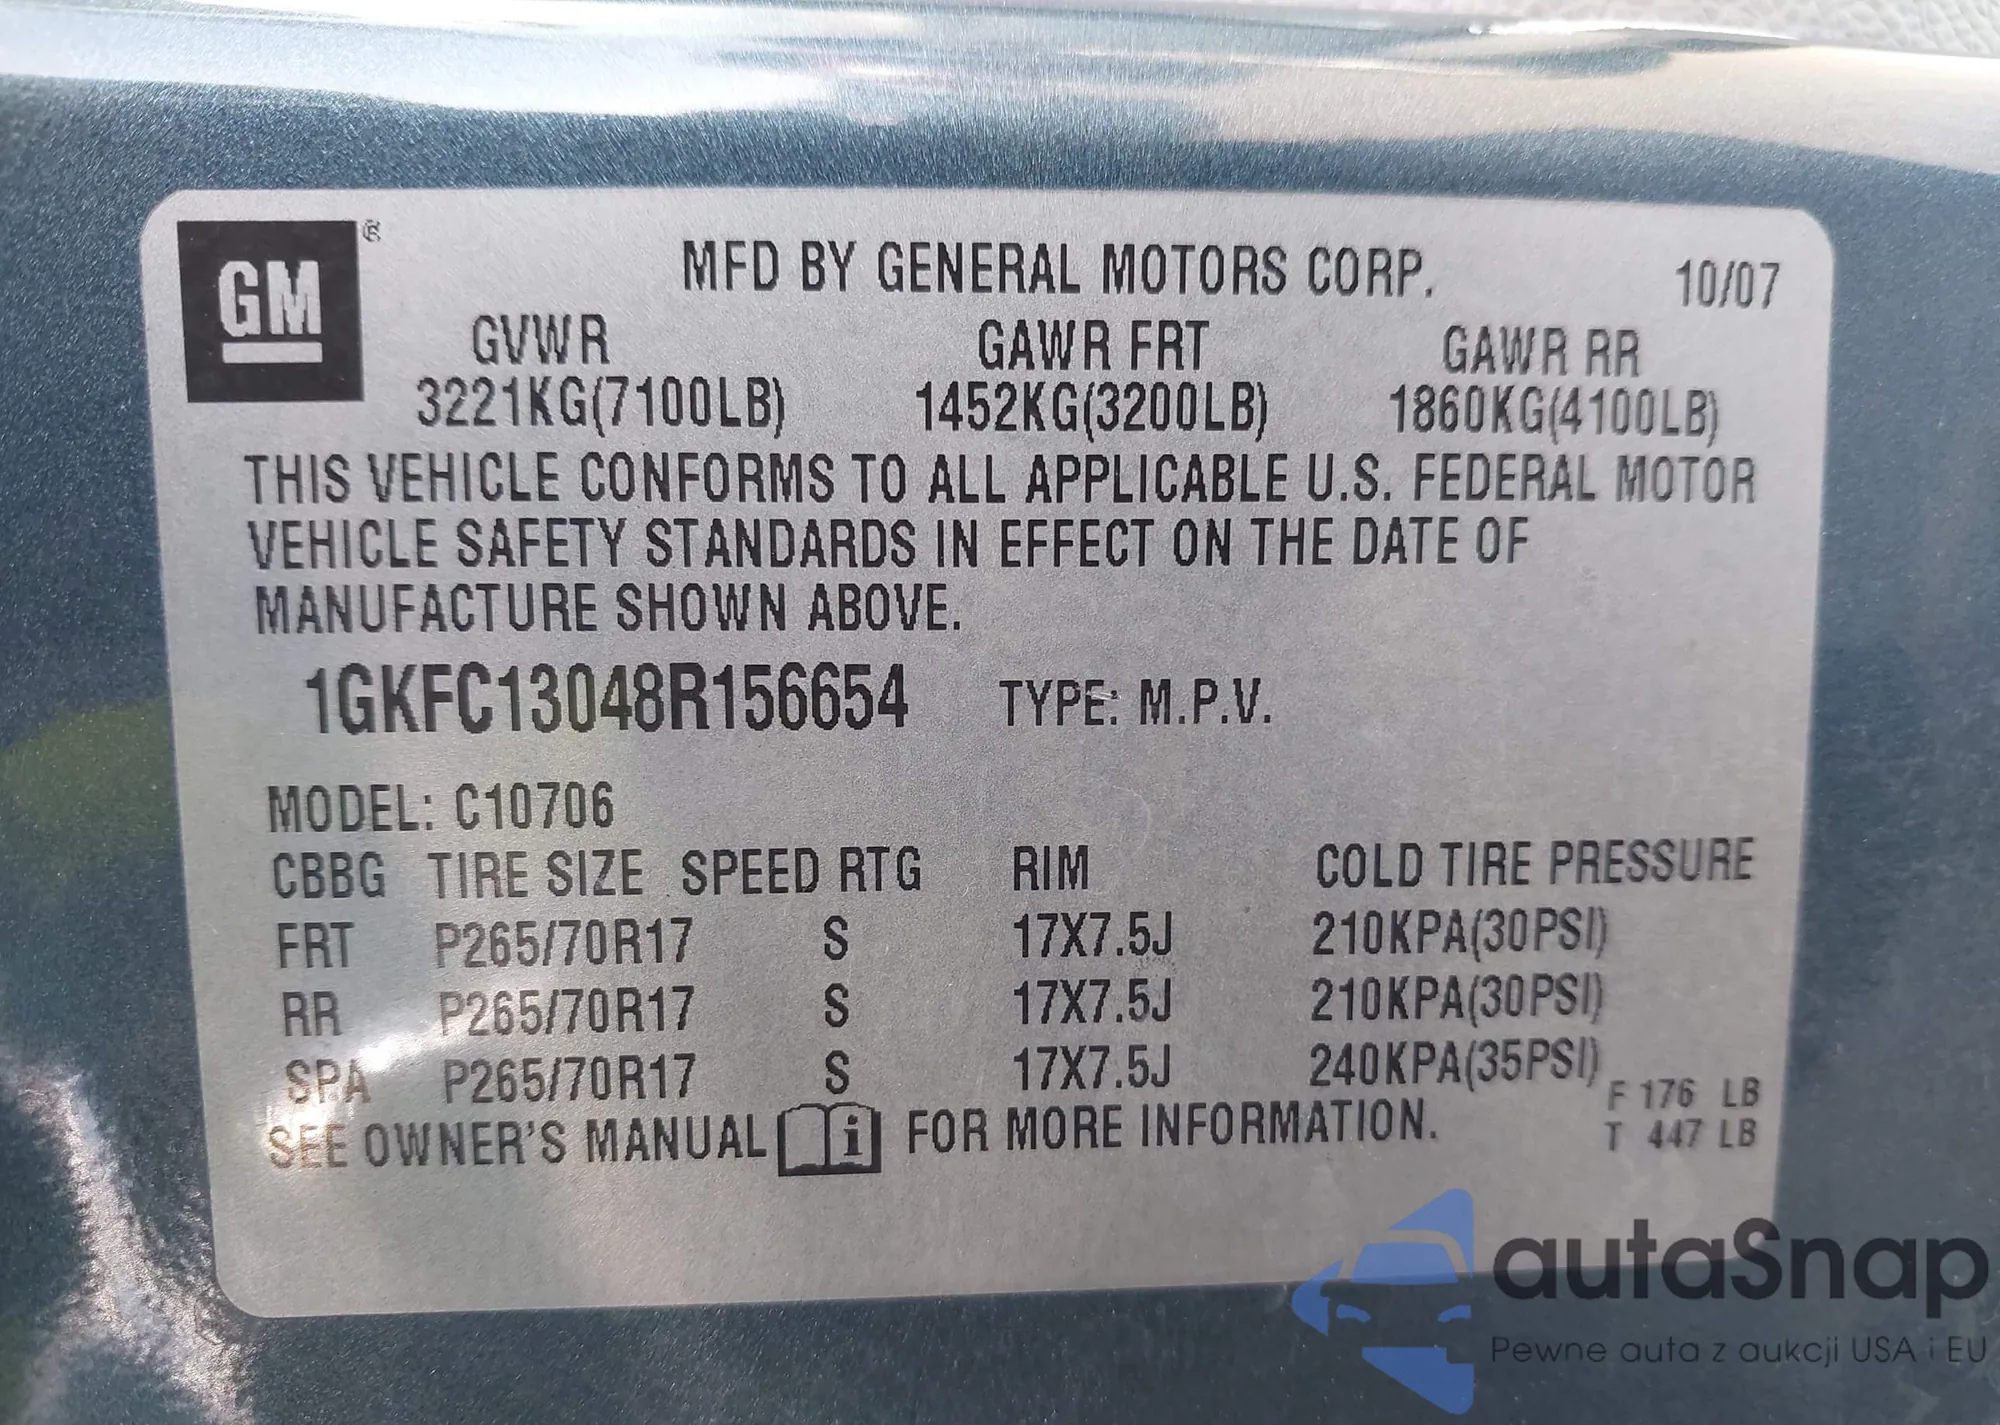 GM ®
MFD BY GENERAL MOTORS CORP. 10/07
GVWR GAWR FRT GAWR RR
3221KG(7100LB) 1452KG(3200LB) 1860KG(4100LB)
THIS VEHICLE CONFORMS TO ALL APPLICABLE U.S. FEDERAL MOTOR
VEHICLE SAFETY STANDARDS IN EFFECT ON THE DATE OF
MANUFACTURE SHOWN ABOVE.
1GKFC13048R156654 TYPE: M.P.V.
MODEL: C10706
CBBG TIRE SIZE SPEED RTG RIM COLD TIRE PRESSURE
FRT P265/70R17 S 17X7.5J 210KPA(30PSI)
RR P265/70R17 S 17X7.5J 210KPA(30PSI)
SPA P265/70R17 S 17X7.5J 240KPA(35PSI)
F 176 LB
SEE OWNER'S MANUAL i FOR MORE INFORMATION. T 447 LB
autaSnap
Pewne auta z aukcji USA i EU